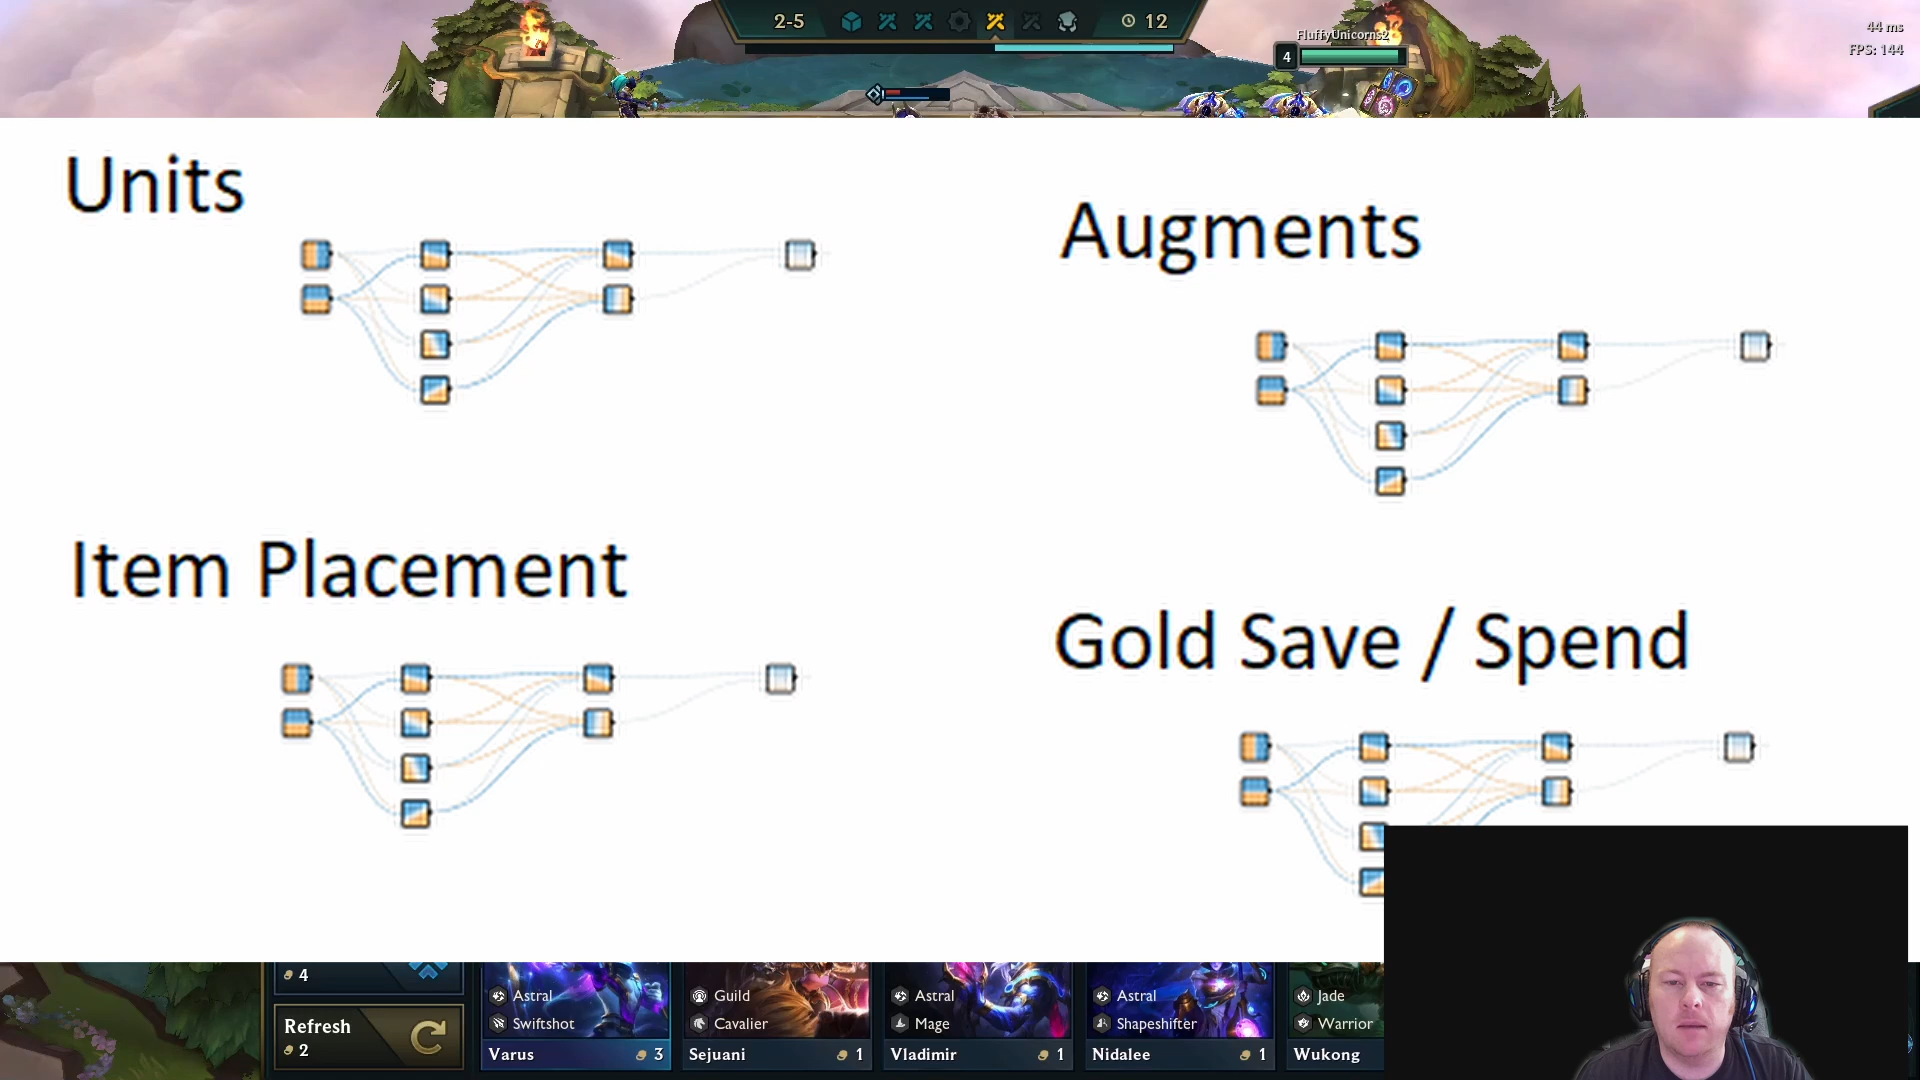 2-5
12
44 ms
FPS: 144
FluffyUnicorns2
4
Units
Augments
Item Placement
Gold Save / Spend
4
Refresh
2
Astral
Swiftshot
Varus
3
Guild
Cavalier
Sejuani
1
Astral
Mage
Vladimir
1
Astral
Shapeshifter
Nidalee
1
Jade
Warrior
Wukong